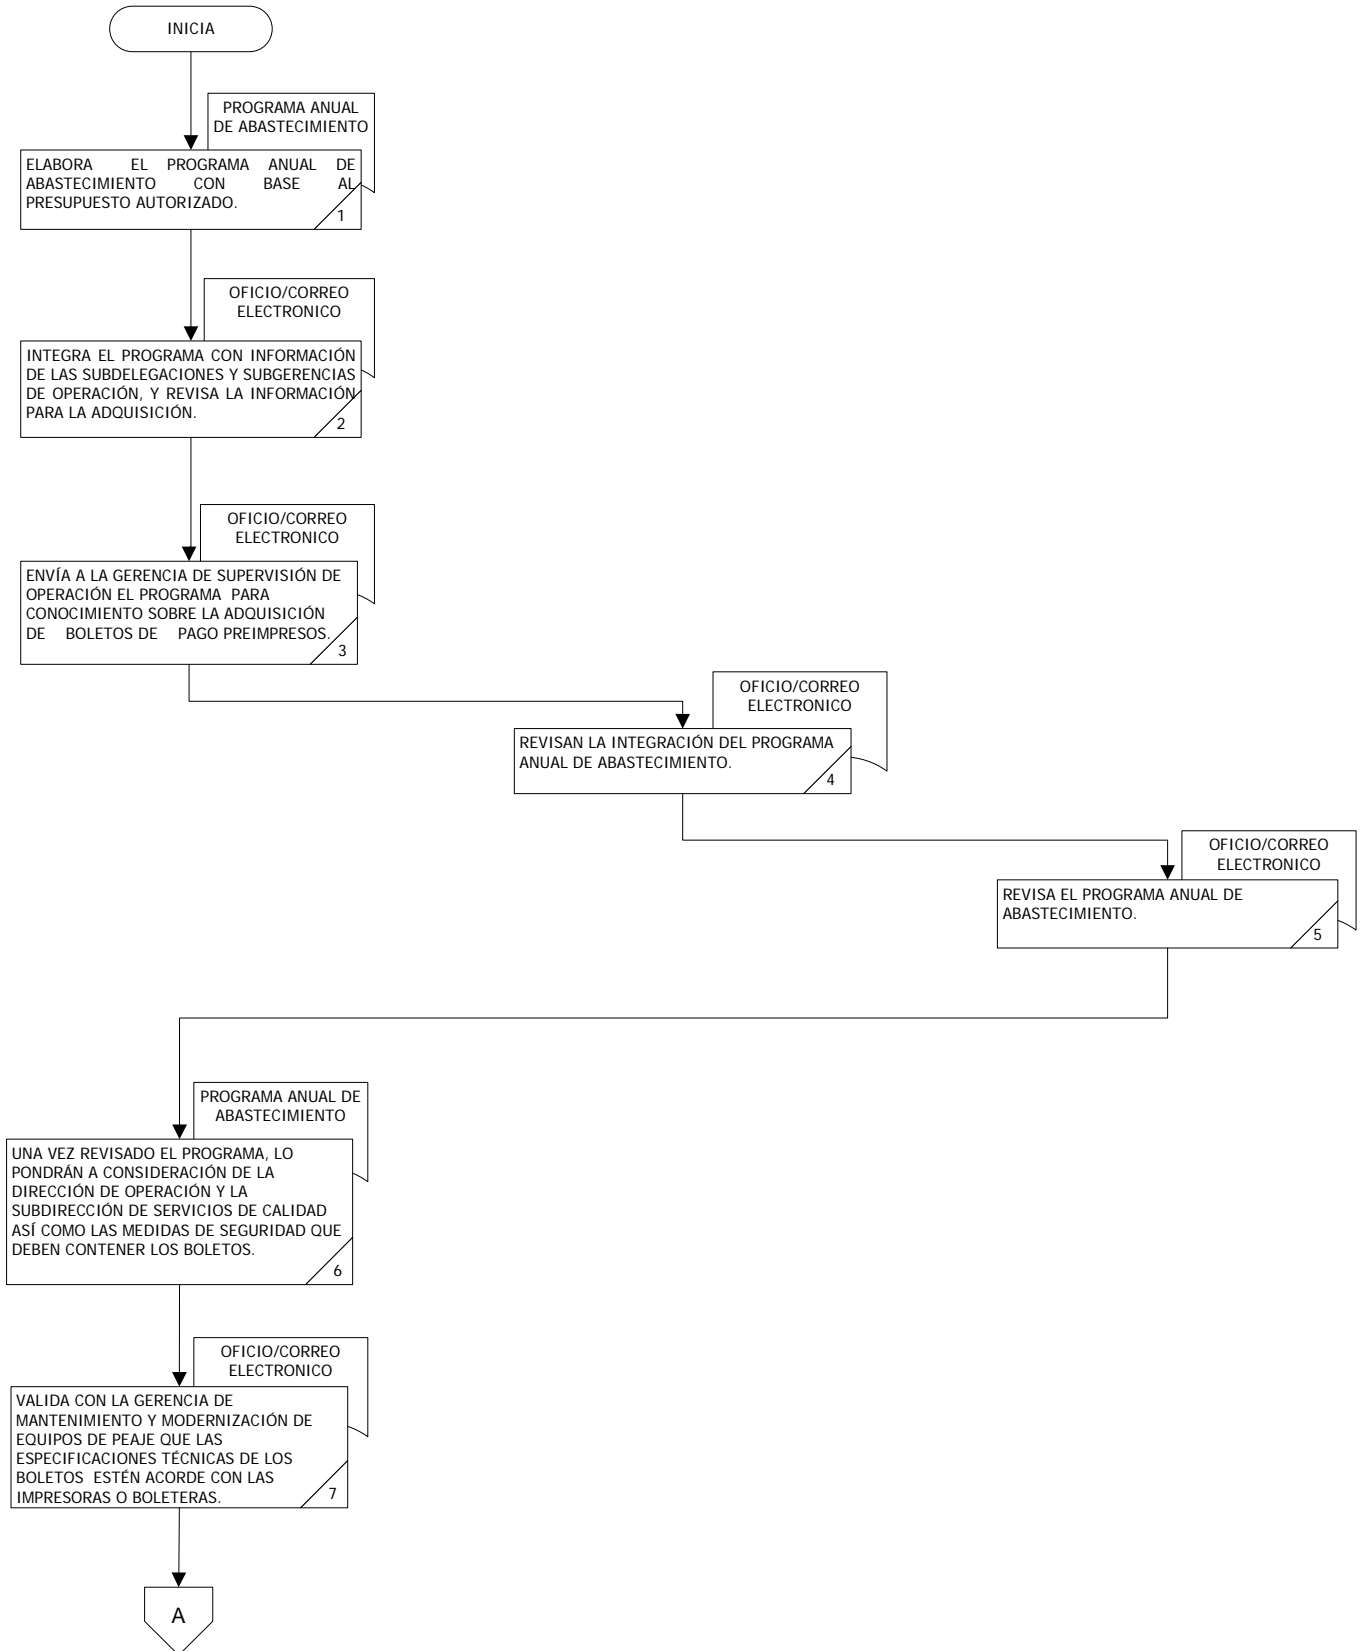 INICIA
PROGRAMA ANUAL
DE ABASTECIMIENTO
ELABORA EL PROGRAMA ANUAL DE
ABASTECIMIENTO CON BASE AL
PRESUPUESTO AUTORIZADO.
1
OFICIO/CORREO
ELECTRONICO
INTEGRA EL PROGRAMA CON INFORMACIÓN
DE LAS SUBDELEGACIONES Y SUBGERENCIAS
DE OPERACIÓN, Y REVISA LA INFORMACIÓN
PARA LA ADQUISICIÓN.
2
OFICIO/CORREO
ELECTRONICO
ENVÍA A LA GERENCIA DE SUPERVISIÓN DE
OPERACIÓN EL PROGRAMA PARA
CONOCIMIENTO SOBRE LA ADQUISICIÓN
DE BOLETOS DE PAGO PREIMPRESOS.
3
OFICIO/CORREO
ELECTRONICO
REVISAN LA INTEGRACIÓN DEL PROGRAMA
ANUAL DE ABASTECIMIENTO.
4
OFICIO/CORREO
ELECTRONICO
REVISA EL PROGRAMA ANUAL DE
ABASTECIMIENTO.
5
PROGRAMA ANUAL DE
ABASTECIMIENTO
UNA VEZ REVISADO EL PROGRAMA, LO
PONDRÁN A CONSIDERACIÓN DE LA
DIRECCIÓN DE OPERACIÓN Y LA
SUBDIRECCIÓN DE SERVICIOS DE CALIDAD
ASÍ COMO LAS MEDIDAS DE SEGURIDAD QUE
DEBEN CONTENER LOS BOLETOS.
6
OFICIO/CORREO
ELECTRONICO
VALIDA CON LA GERENCIA DE
MANTENIMIENTO Y MODERNIZACIÓN DE
EQUIPOS DE PEAJE QUE LAS
ESPECIFICACIONES TÉCNICAS DE LOS
BOLETOS ESTÉN ACORDE CON LAS
IMPRESORAS O BOLETERAS.
7
A